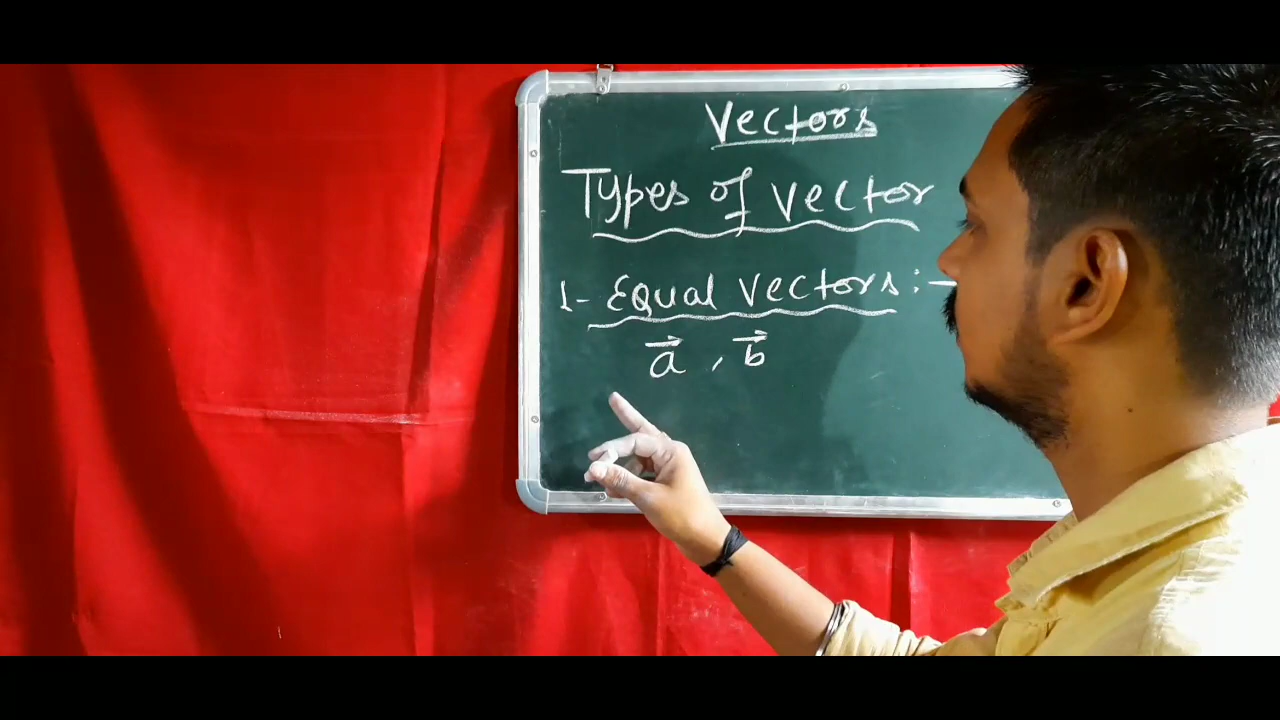 Vectors
Types of vector
1- Equal vectors:-
a⃗ , b⃗